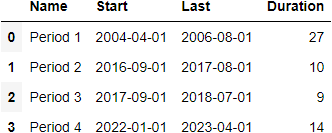 Name Start Last Duration
0 Period 1 2004-04-01 2006-08-01 27
1 Period 2 2016-09-01 2017-08-01 10
2 Period 3 2017-09-01 2018-07-01 9
3 Period 4 2022-01-01 2023-04-01 14